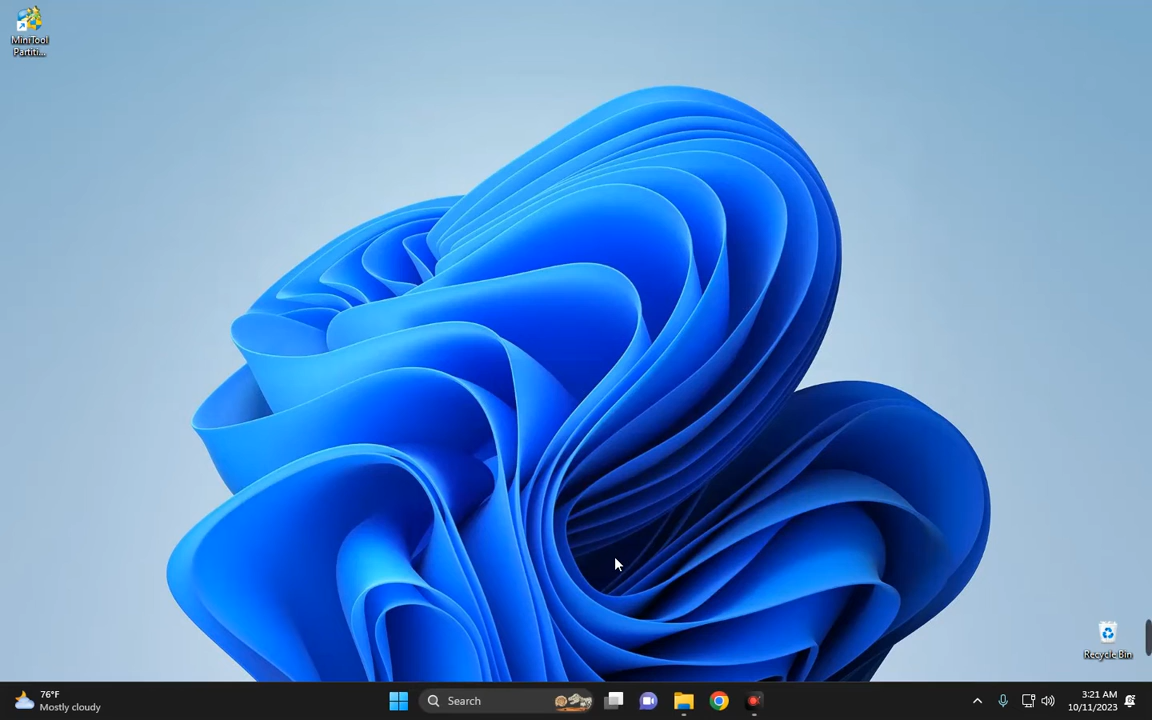 MiniTool
Partiti...
Recycle Bin
76°F
Mostly cloudy
Search
3:21 AM
10/11/2023